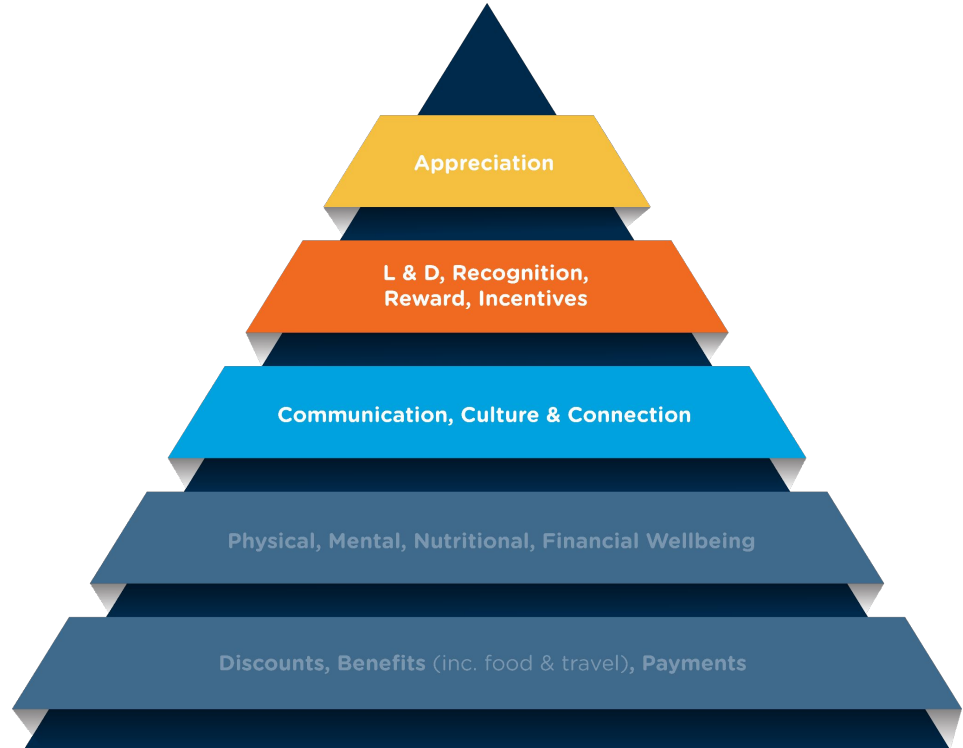 Appreciation
L & D, Recognition,
Reward, Incentives
Communication, Culture & Connection
Physical, Mental, Nutritional, Financial Wellbeing
Discounts, Benefits (inc. food & travel), Payments